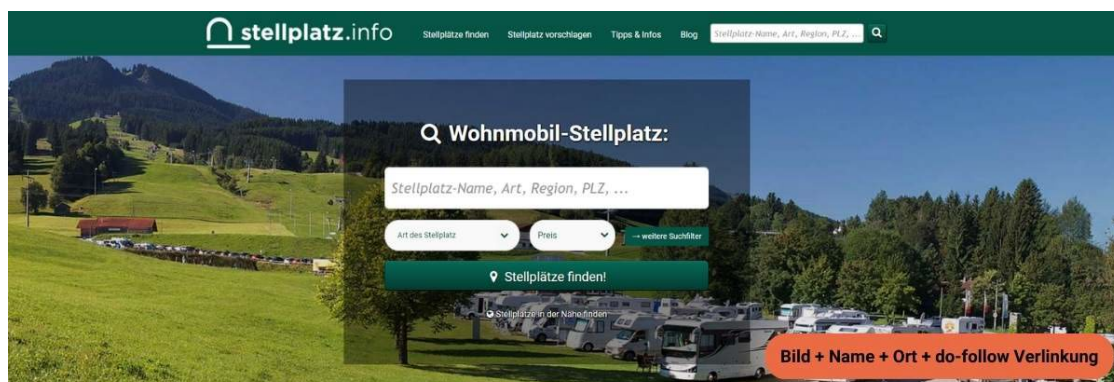 stellplatz.info
Stellplätze finden
Stellplatz vorschlagen
Tipps & Infos
Blog
Stellplatz-Name, Art, Region, PLZ, ...
Wohnmobil-Stellplatz:
Stellplatz-Name, Art, Region, PLZ, ...
Art des Stellplatz
Preis
→ weitere Suchfilter
Stellplätze finden!
Stellplätze in der Nähe finden
Bild + Name + Ort + do-follow Verlinkung